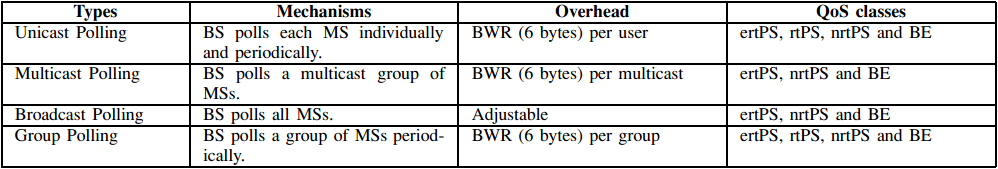 Types Mechanisms Overhead QoS classes
Unicast Polling BS polls each MS individually BWR (6 bytes) per user ertPS, rtPS, nrtPS and BE
and periodically.
Multicast Polling BS polls a multicast group of BWR (6 bytes) per multicast ertPS, nrtPS and BE
MSs.
Broadcast Polling BS polls all MSs. Adjustable ertPS, nrtPS and BE
Group Polling BS polls a group of MSs period- BWR (6 bytes) per group ertPS, rtPS, nrtPS and BE
ically.